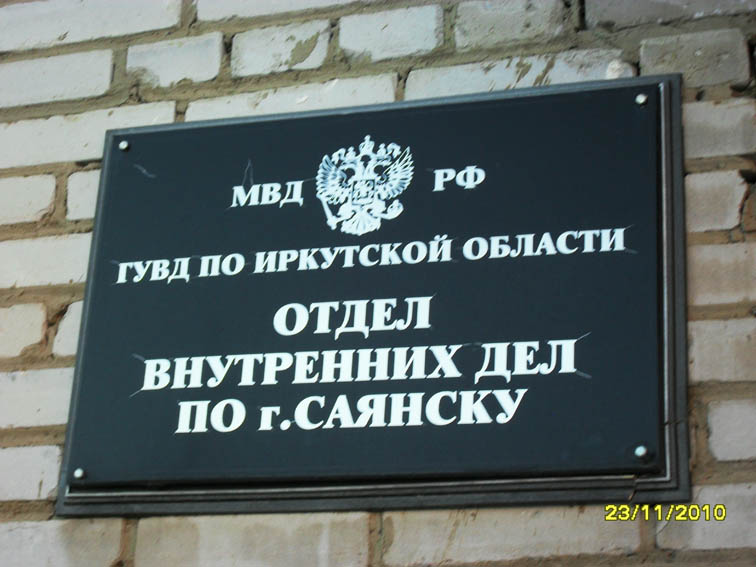 МВД РФ
ГУВД ПО ИРКУТСКОЙ ОБЛАСТИ
ОТДЕЛ
ВНУТРЕННИХ ДЕЛ
ПО г.САЯНСКУ
23/11/2010